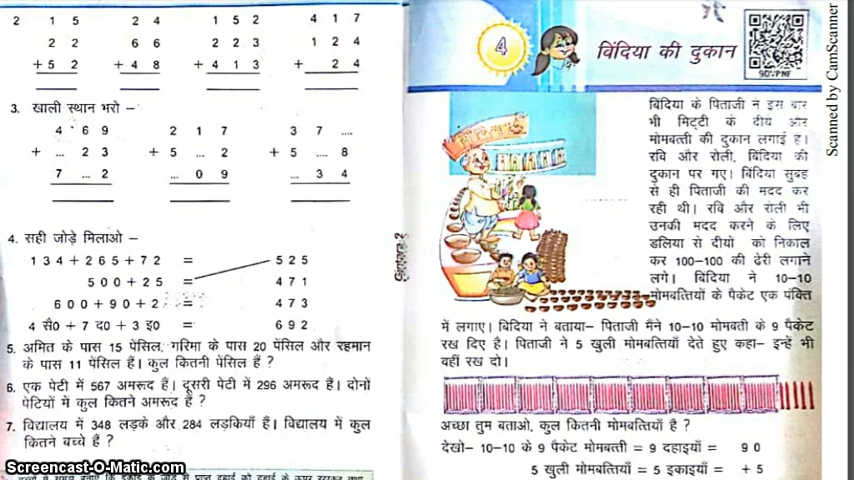 2 1 5 2 4 1 5 2 4 1 7
2 2 6 6 2 2 3 1 2 4
+ 5 2 + 4 8 + 4 1 3 + 2 4
3. खाली स्थान भरो –
4 6 9 2 1 7 3 7 ....
+ ... 2 3 + 5 ... 2 + 5 .... 8
7 ... 2 ... 0 9 ... 3 4
4. सही जोड़े मिलाओ –
1 3 4 + 2 6 5 + 7 2 = 5 2 5
5 0 0 + 2 5 = 4 7 1
6 0 0 + 9 0 + 2 = 4 7 3
4 सै0 + 7 द0 + 3 इ0 = 6 9 2
5. अमित के पास 15 पेंसिल, गरिमा के पास 20 पेंसिल और रहमान
के पास 11 पेंसिल हैं। कुल कितनी पेंसिल हैं ?
6. एक पेटी में 567 अमरूद हैं। दूसरी पेटी में 296 अमरूद हैं। दोनों
पेटियों में कुल कितने अमरूद हैं ?
7. विद्यालय में 348 लड़के और 284 लड़कियाँ हैं। विद्यालय में कुल
कितने बच्चे हैं ?
Screencast-O-Matic.com
4 बिंदिया की दुकान
बिंदिया के पिताजी ने इस बार
भी मिट्टी के दीये और
मोमबत्ती की दुकान लगाई है।
रवि और रोली, बिंदिया की
दुकान पर गए। बिंदिया सुबह
से ही पिताजी की मदद कर
रही थी। रवि और रोली भी
उनकी मदद करने के लिए
डलिया से दीयो को निकाल
कर 100-100 की ढेरी लगाने
लगे। बिंदिया ने 10-10
मोमबत्तियों के पैकेट एक पंक्ति
में लगाए। बिंदिया ने बताया– पिताजी मैंने 10-10 मोमबती के 9 पैकेट
रख दिए है। पिताजी ने 5 खुली मोमबत्तियाँ देते हुए कहा– इन्हें भी
वहीं रख दो।
अच्छा तुम बताओ, कुल कितनी मोमबत्तियाँ है ?
देखो– 10-10 के 9 पैकेट मोमबत्ती = 9 दहाइयाँ = 9 0
5 खुली मोमबत्तियाँ = 5 इकाइयाँ = + 5
Scanned by CamScanner